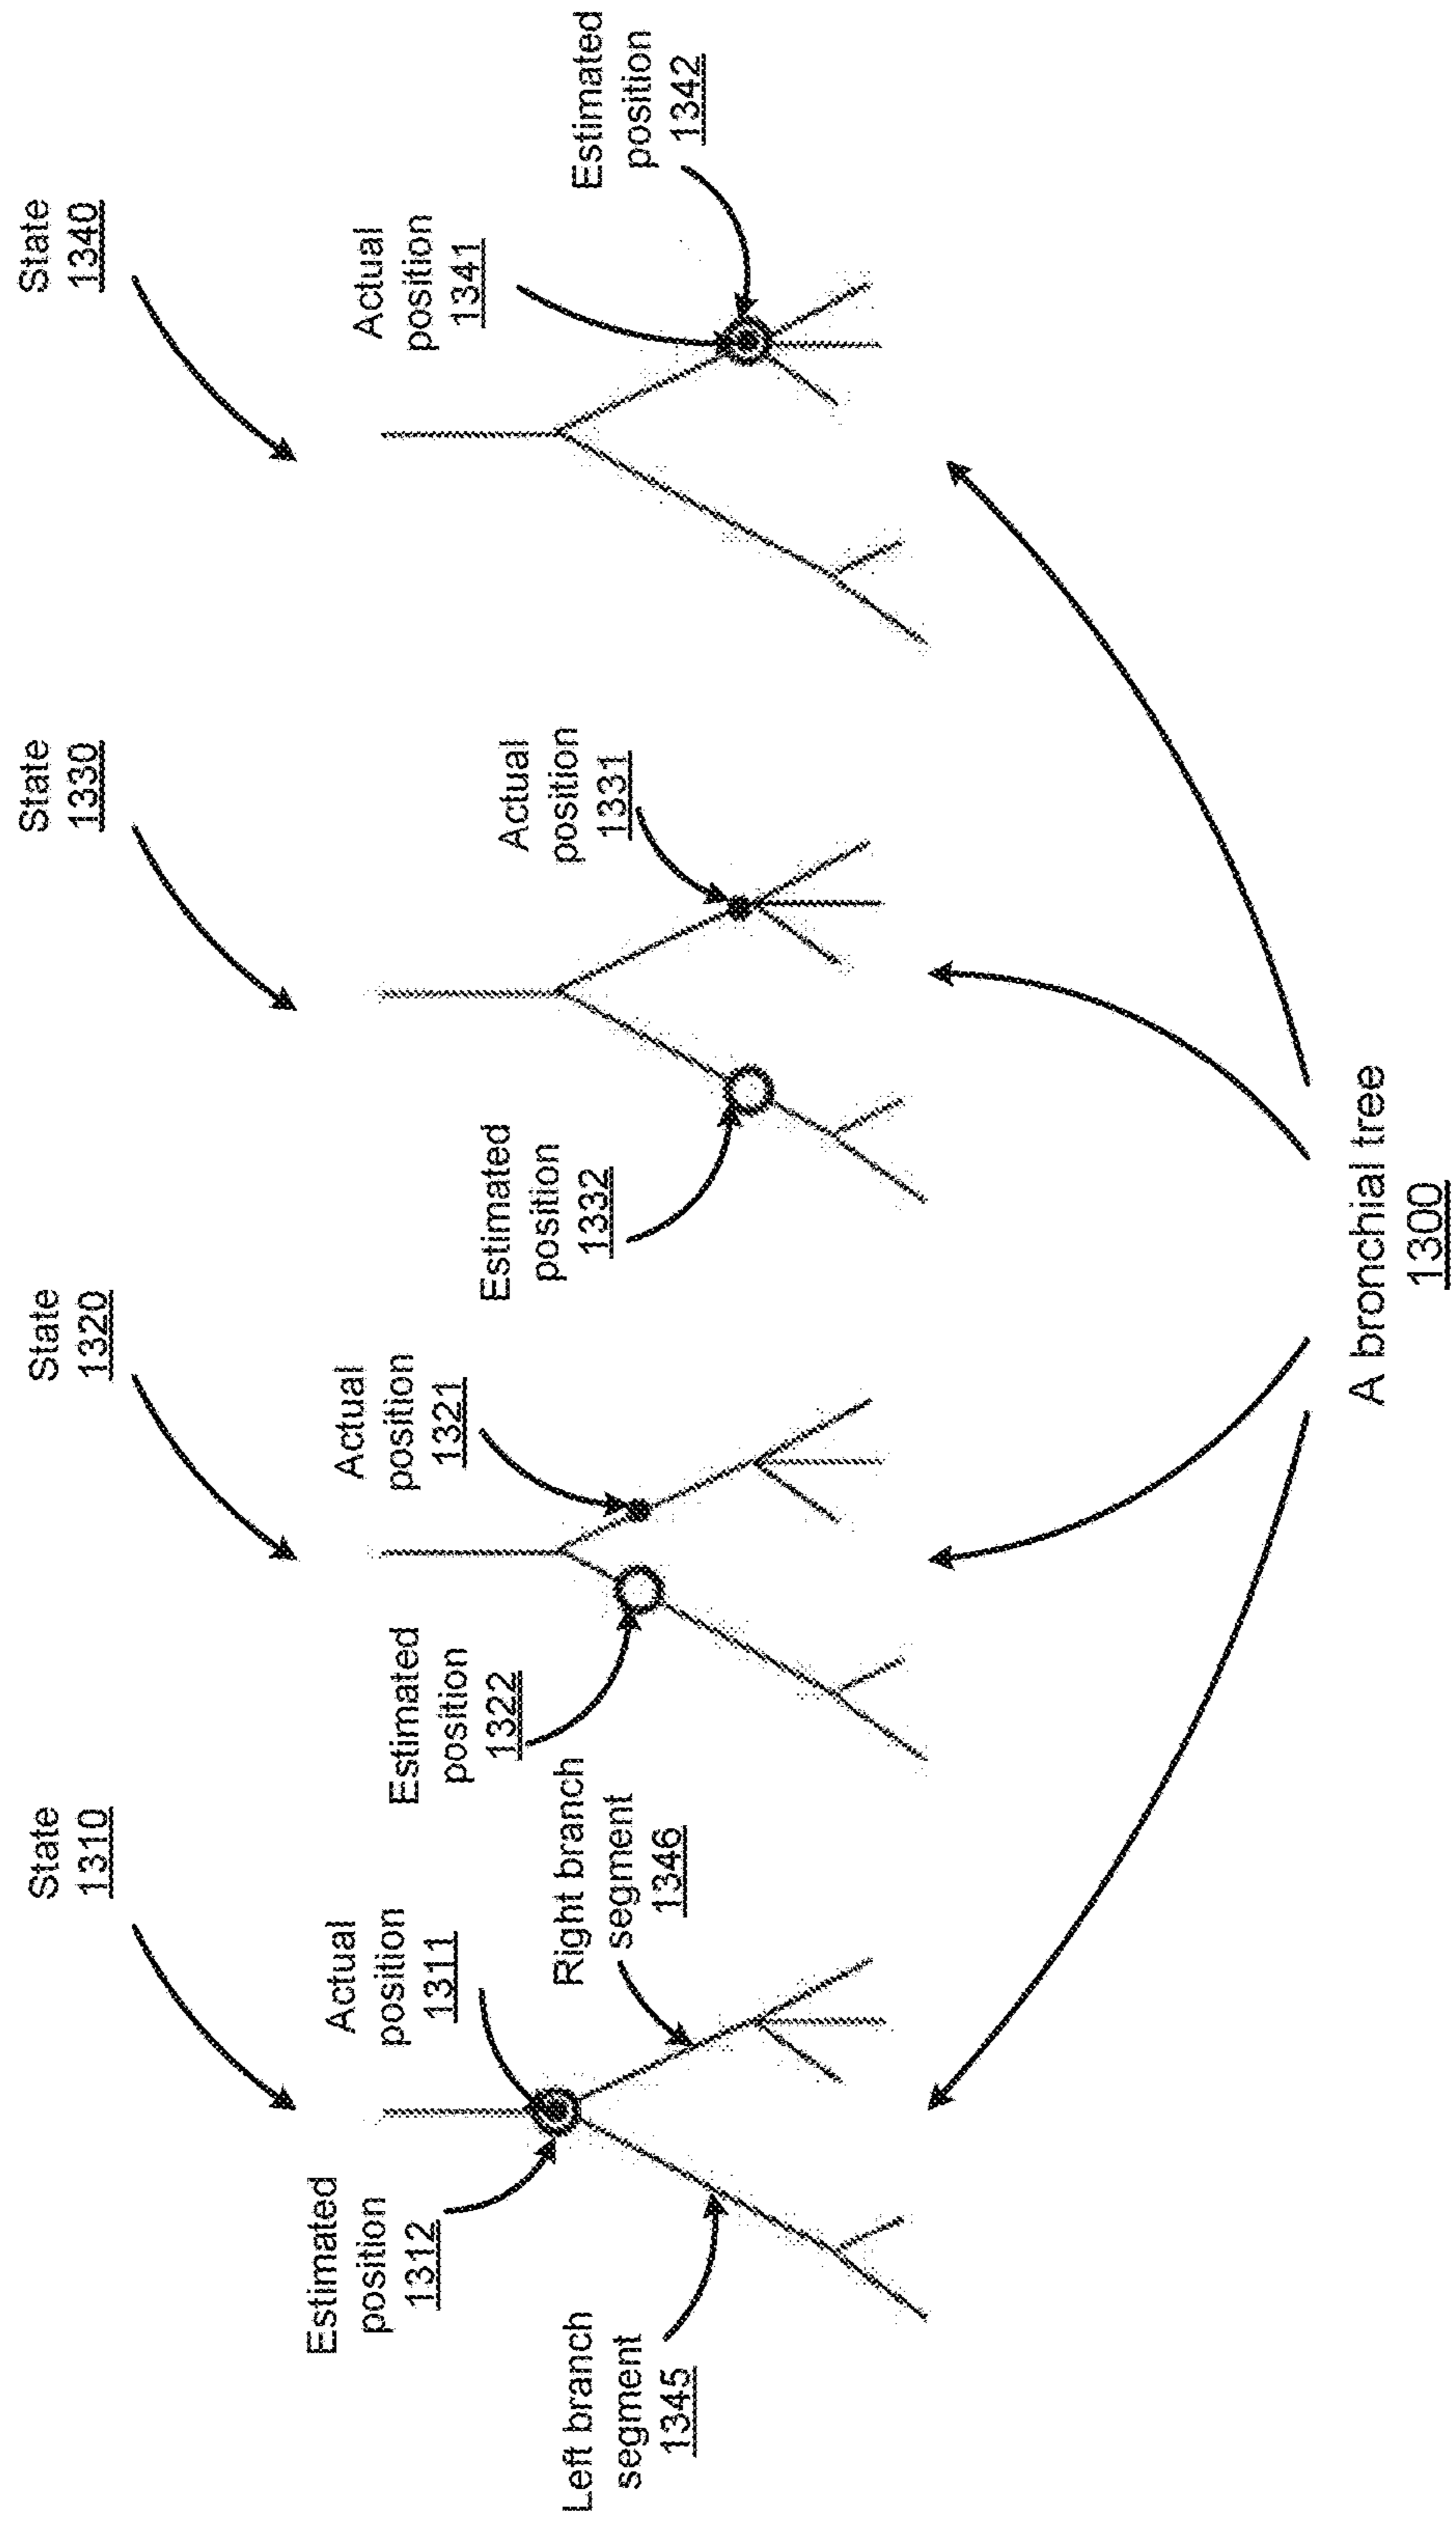 State
1310
State
1320
State
1330
State
1340
Estimated
position
1312
Actual
position
1311
Left branch
segment
1345
Right branch
segment
1346
Estimated
position
1322
Actual
position
1321
Estimated
position
1332
Actual
position
1331
Actual
position
1341
Estimated
position
1342
A bronchial tree
1300